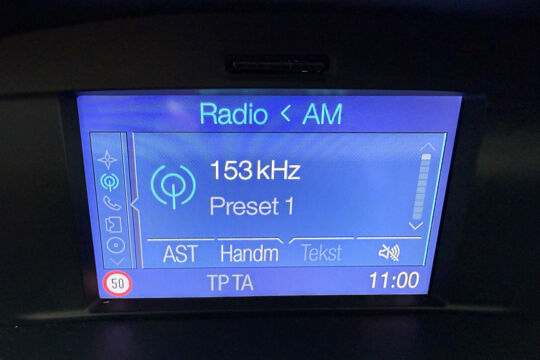 Radio < AM
153 kHz
Preset 1
AST Handm Tekst
50 TP TA 11:00